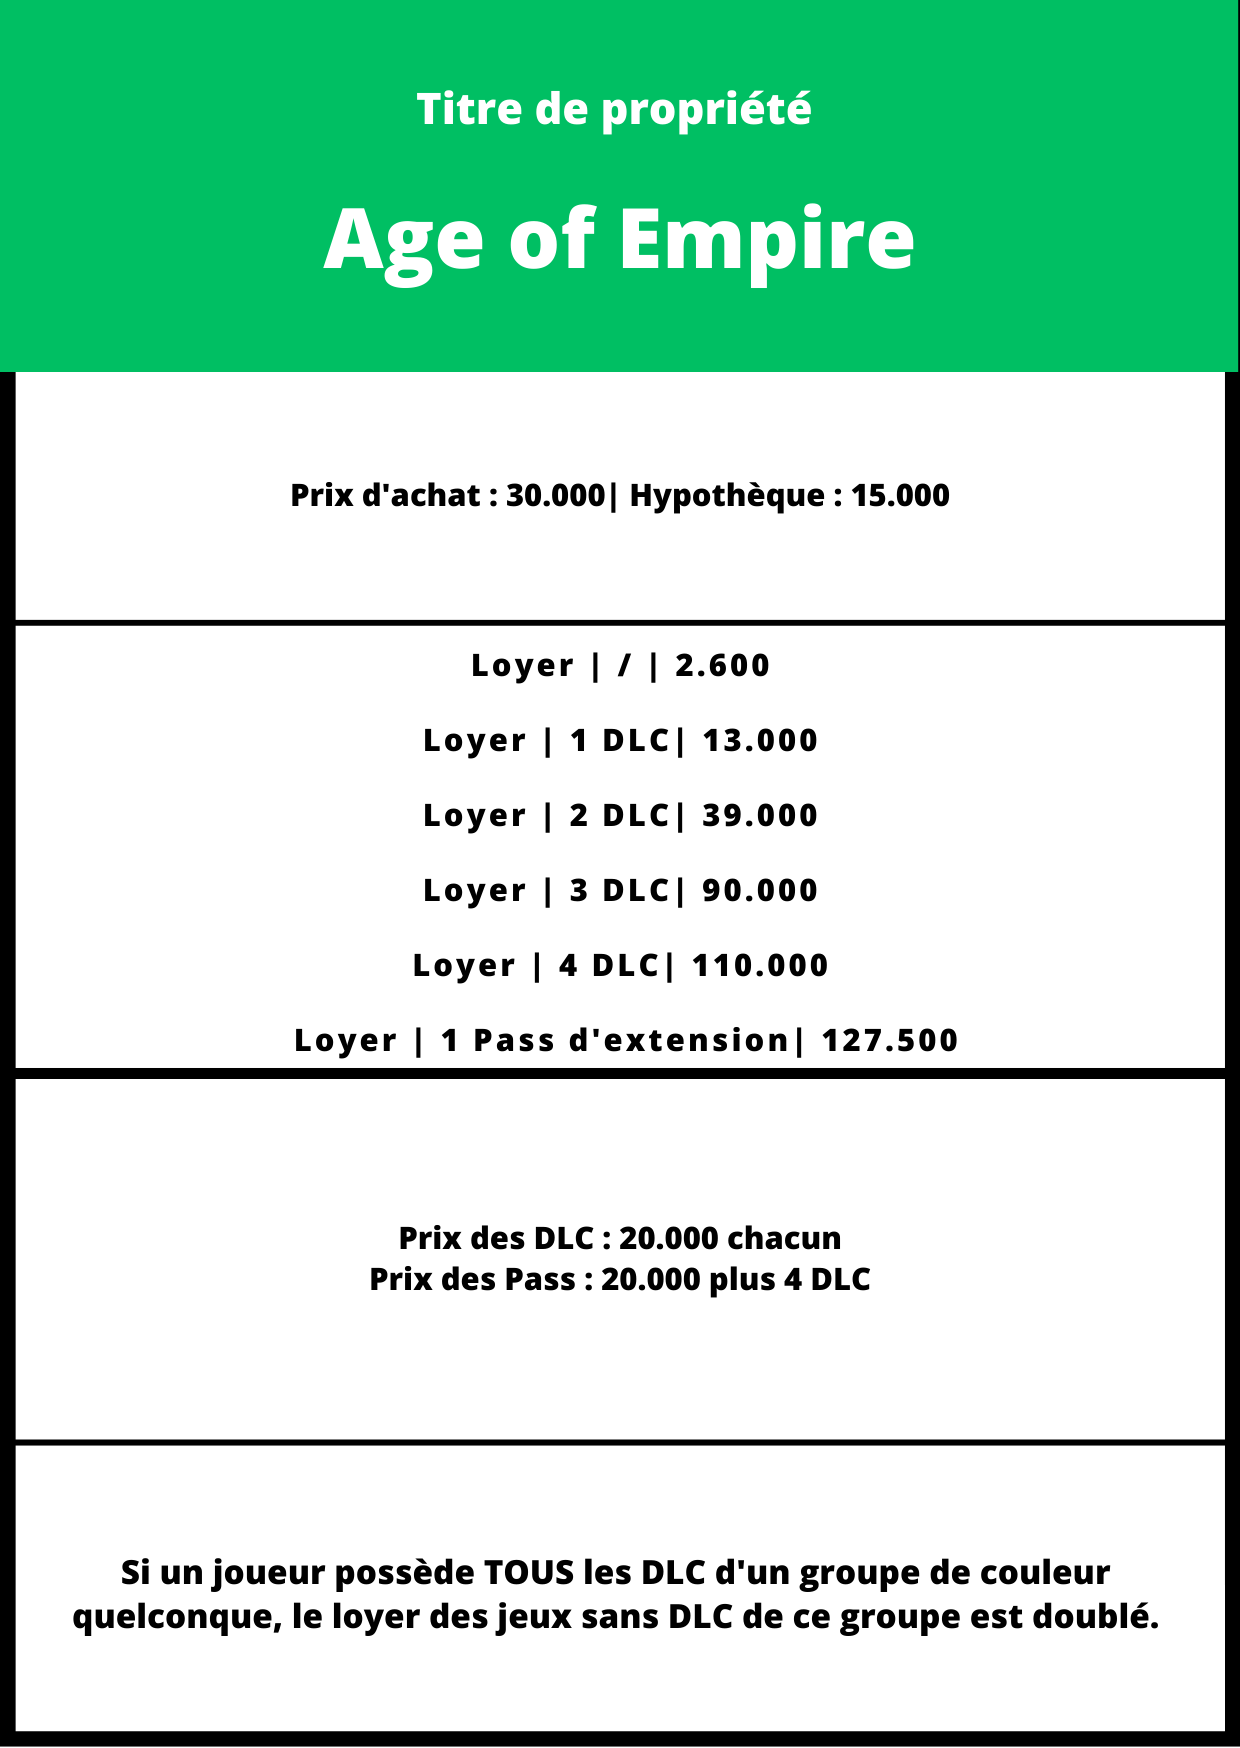 Titre de propriété
Age of Empire
Prix d'achat : 30.000| Hypothèque : 15.000
Loyer | / | 2.600
Loyer | 1 DLC| 13.000
Loyer | 2 DLC| 39.000
Loyer | 3 DLC| 90.000
Loyer | 4 DLC| 110.000
Loyer | 1 Pass d'extension| 127.500
Prix des DLC : 20.000 chacun
Prix des Pass : 20.000 plus 4 DLC
Si un joueur possède TOUS les DLC d'un groupe de couleur
quelconque, le loyer des jeux sans DLC de ce groupe est doublé.